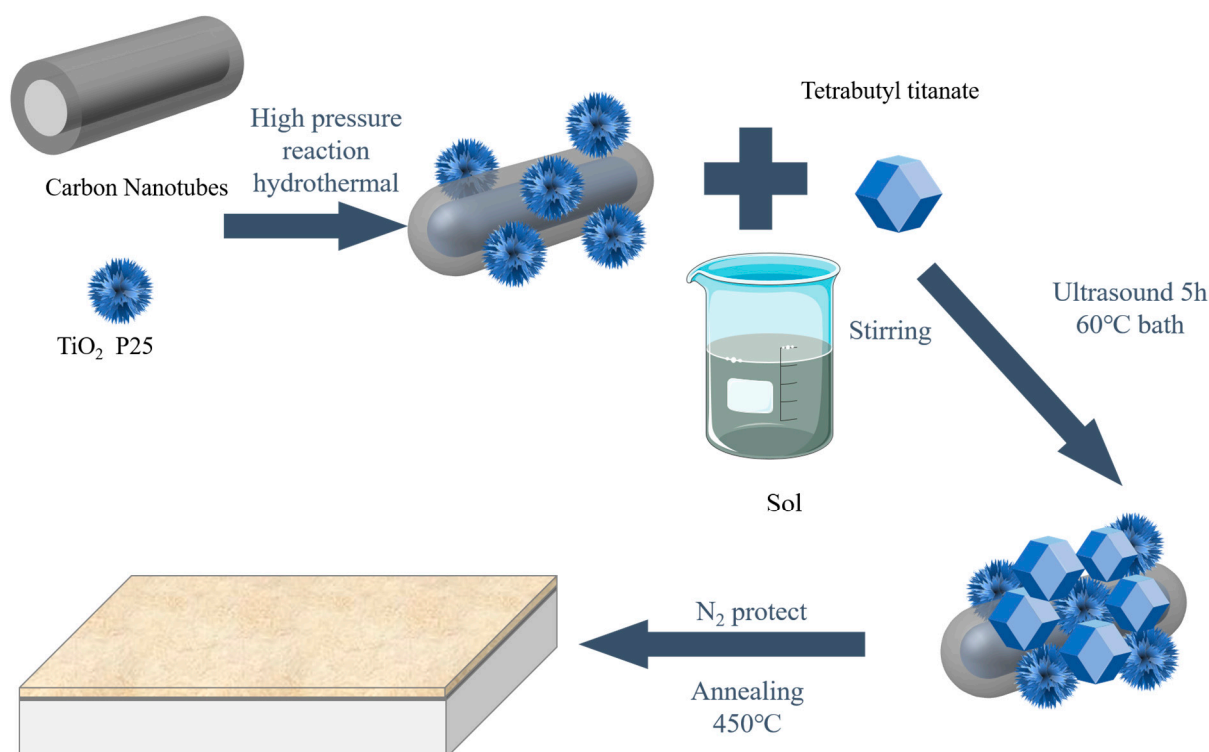 Carbon Nanotubes
TiO₂ P25
High pressure
reaction
hydrothermal
Tetrabutyl titanate
Stirring
Sol
Ultrasound 5h
60℃ bath
N₂ protect
Annealing
450℃